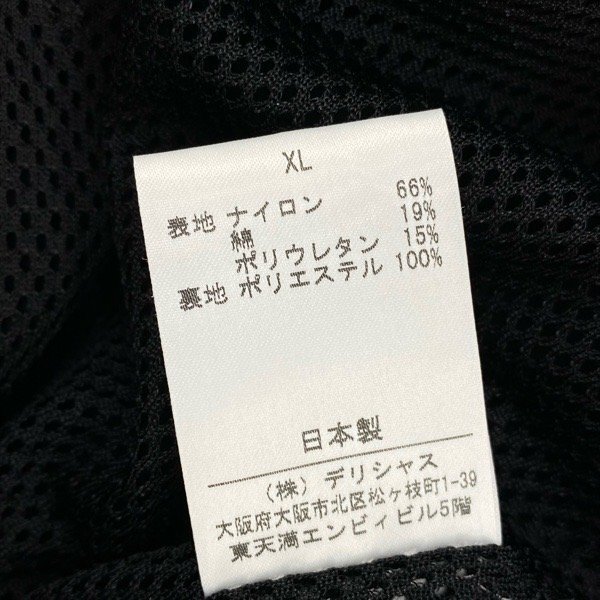 XL
表地 ナイロン 66%
綿 19%
ポリウレタン 15%
裏地 ポリエステル 100%
日本製
(株) デリシャス
大阪府大阪市北区松ヶ枝町1-39
東天満エンビィビル5階